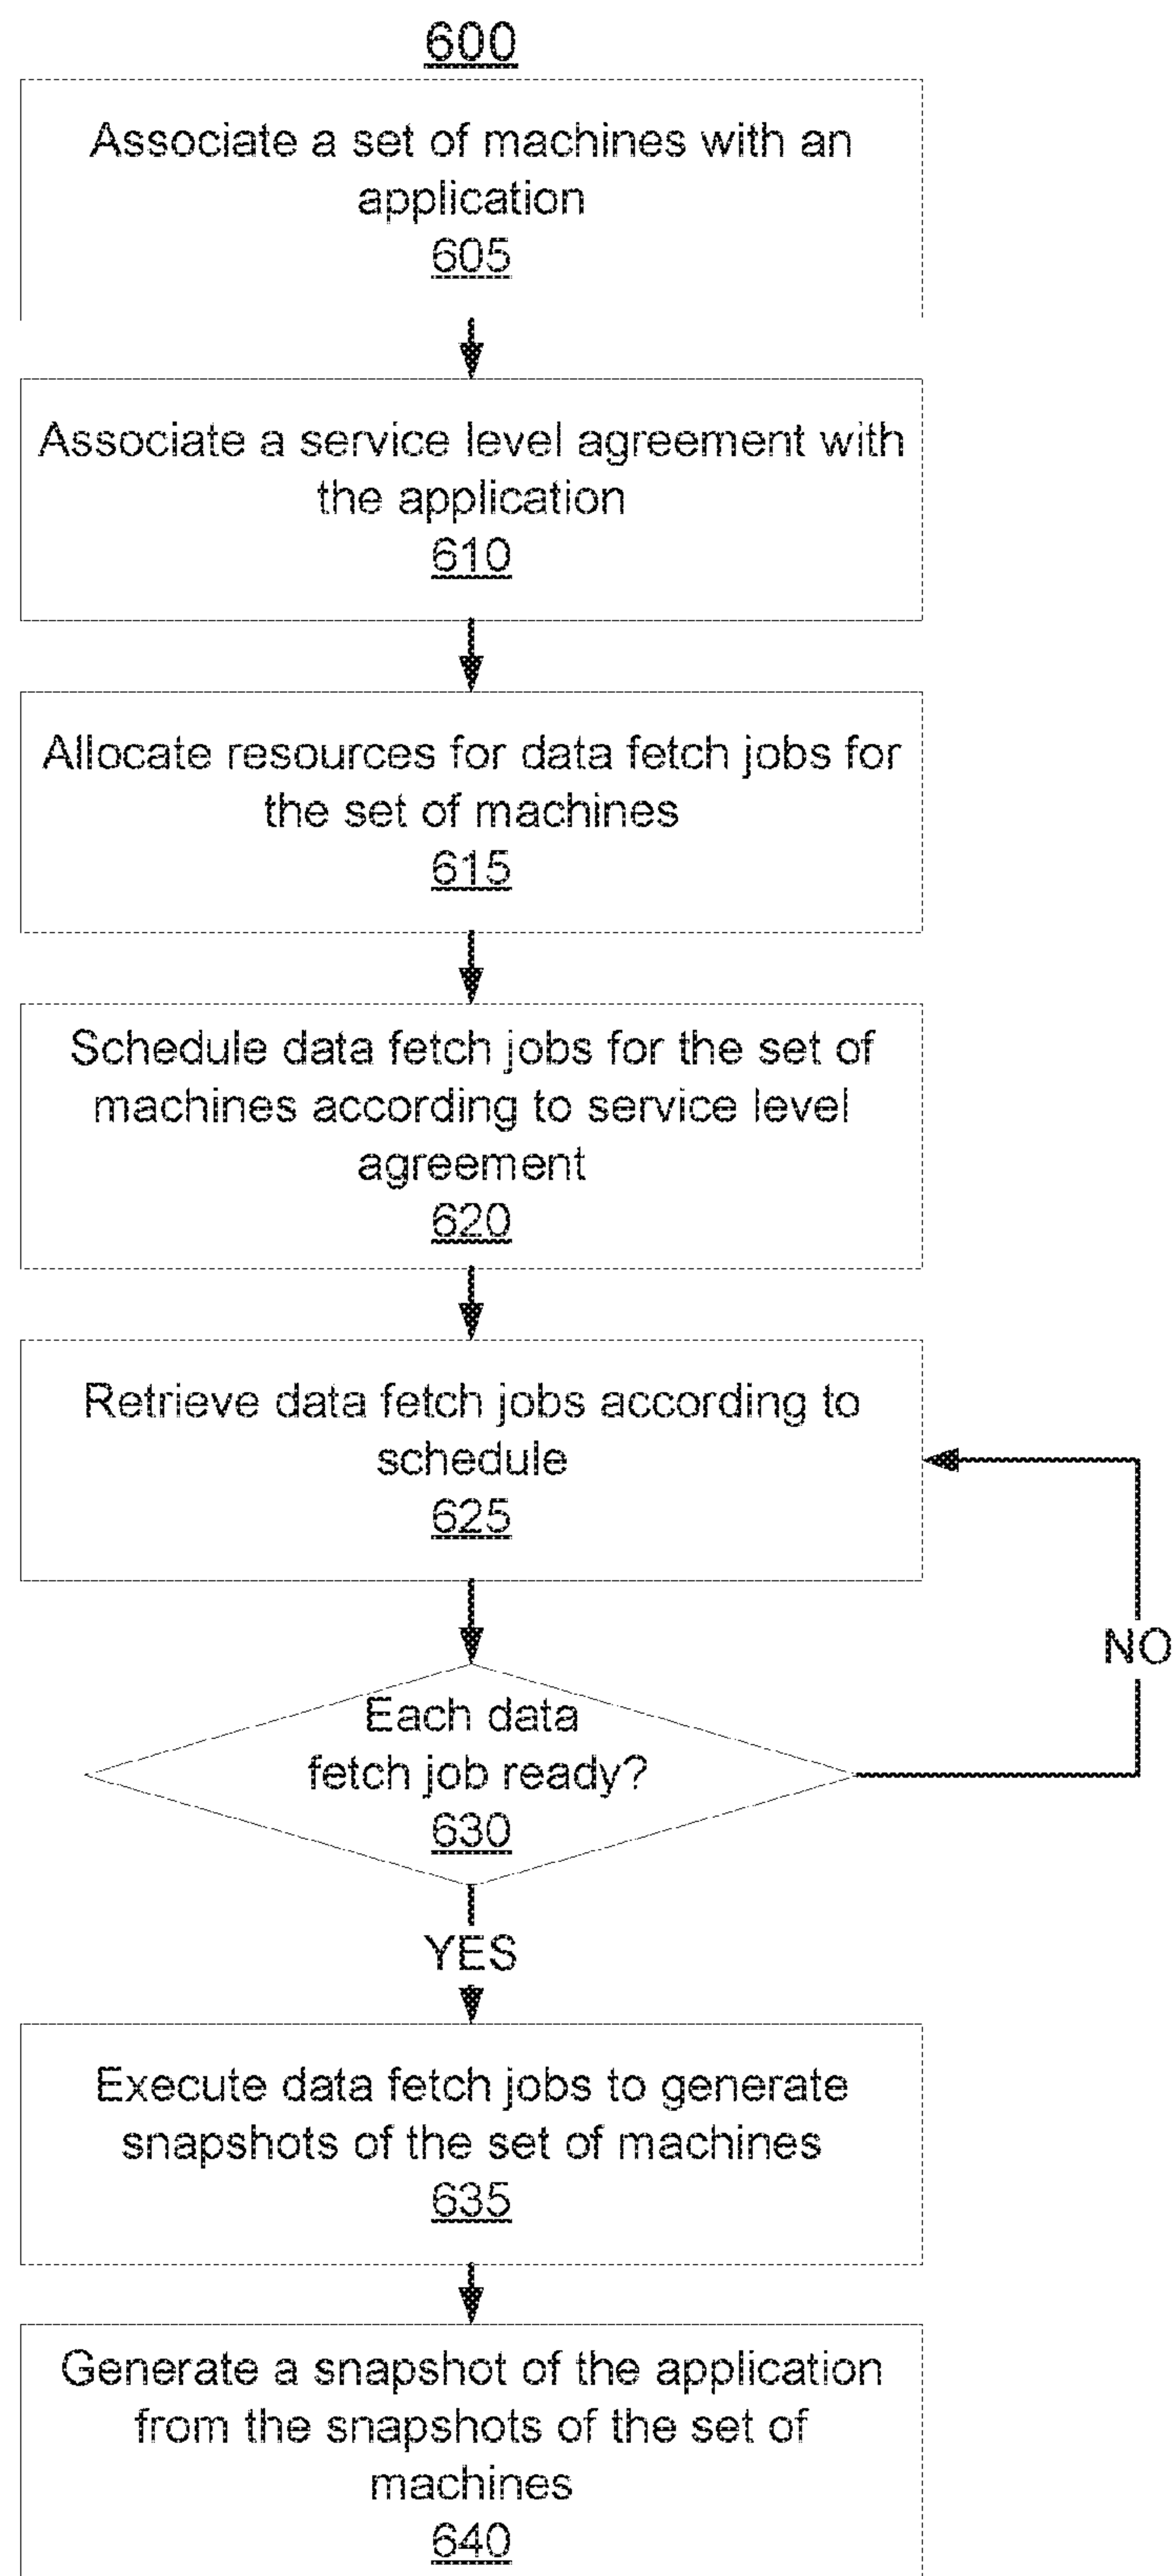 600
Associate a set of machines with an
application
605
Associate a service level agreement with
the application
610
Allocate resources for data fetch jobs for
the set of machines
615
Schedule data fetch jobs for the set of
machines according to service level
agreement
620
Retrieve data fetch jobs according to
schedule
625
NO
Each data
fetch job ready?
630
YES
Execute data fetch jobs to generate
snapshots of the set of machines
635
Generate a snapshot of the application
from the snapshots of the set of
machines
640